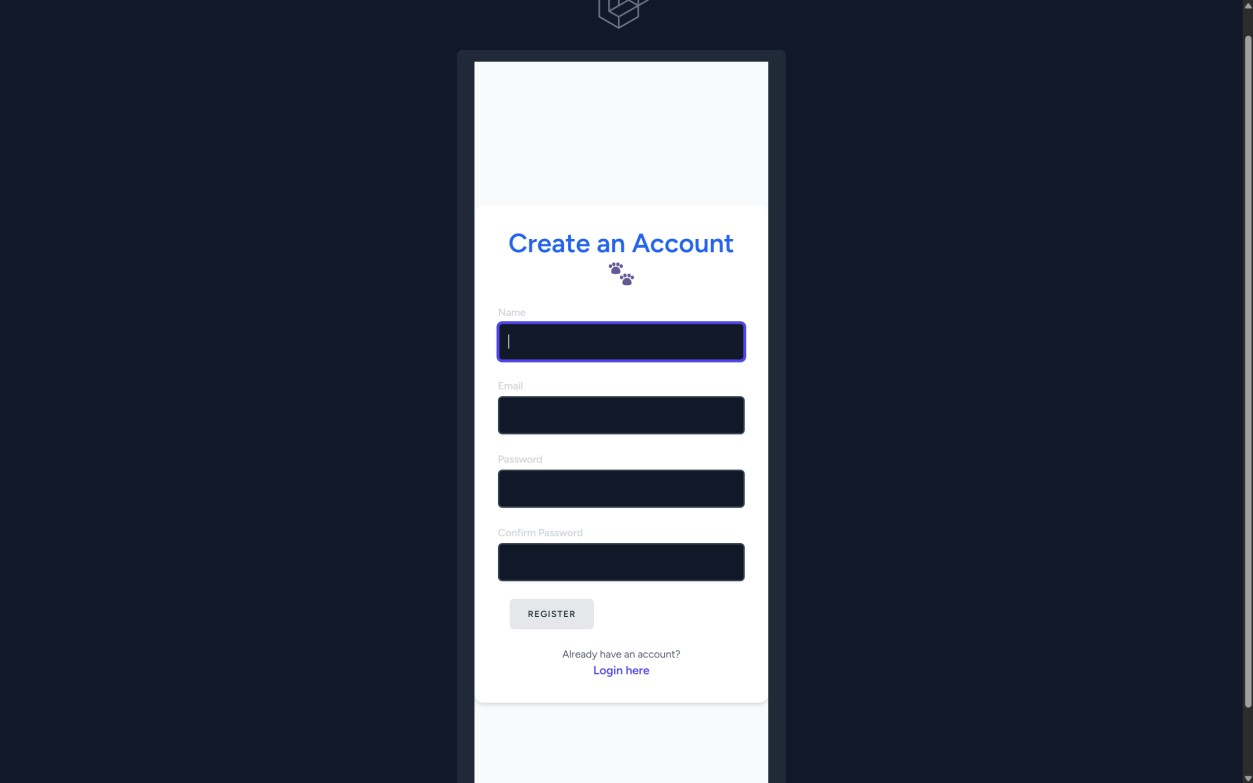 Create an Account
🐾
Name
Email
Password
Confirm Password
REGISTER
Already have an account?
Login here